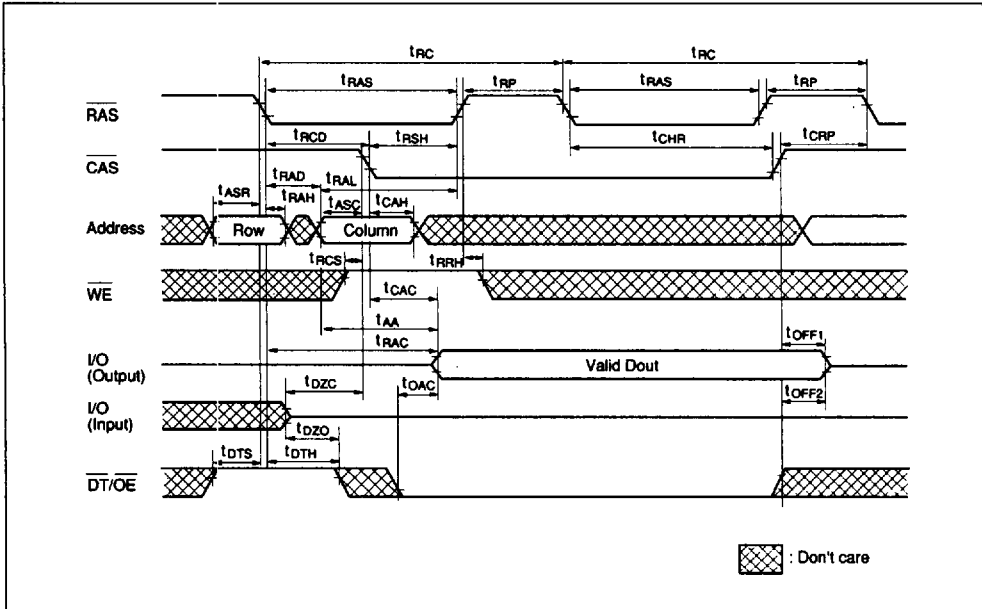 tRC tRC
tRAS tRP tRAS tRP
RAS
tRCD tRSH tCHR tCRP
CAS
tRAD tRAL
tASR tRAH tASC tCAH
Address Row Column
tRCS tRRH
WE
tCAC
tAA
tRAC tOFF1
I/O
(Output) Valid Dout
tDZC tOAC tOFF2
I/O
(Input)
tDZO
tDTS tDTH
DT/OE
: Don't care